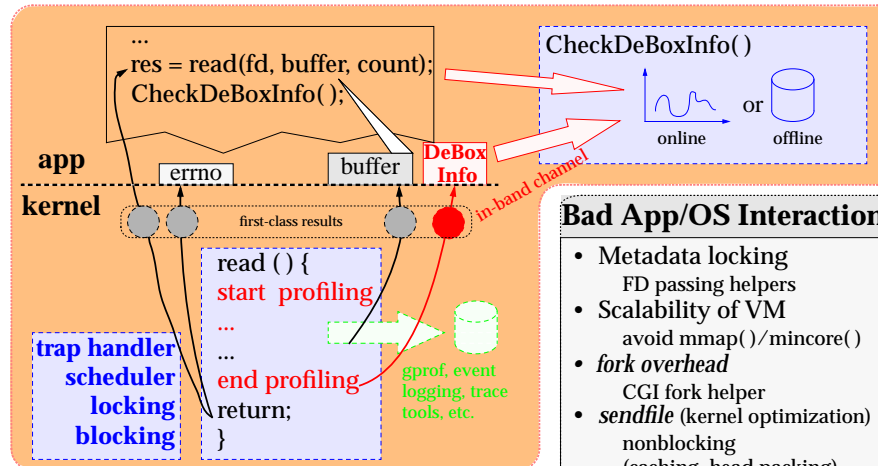 ...
res = read(fd, buffer, count);
CheckDeBoxInfo( );
CheckDeBoxInfo( )
or
online
offline
app
errno
buffer
DeBox
Info
in-band channel
kernel
first-class results
read ( ) {
start profiling
...
...
end profiling
return;
}
trap handler
scheduler
locking
blocking
gprof, event
logging, trace
tools, etc.
Bad App/OS Interaction
• Metadata locking
FD passing helpers
• Scalability of VM
avoid mmap( )/mincore( )
• fork overhead
CGI fork helper
• sendfile (kernel optimization)
nonblocking
(caching, head packing)